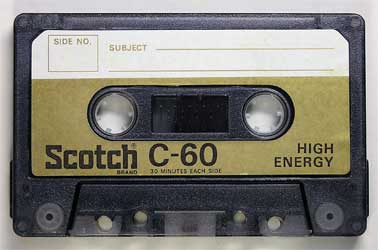 SIDE NO.
SUBJECT
Scotch® C-60
BRAND 30 MINUTES EACH SIDE
HIGH
ENERGY